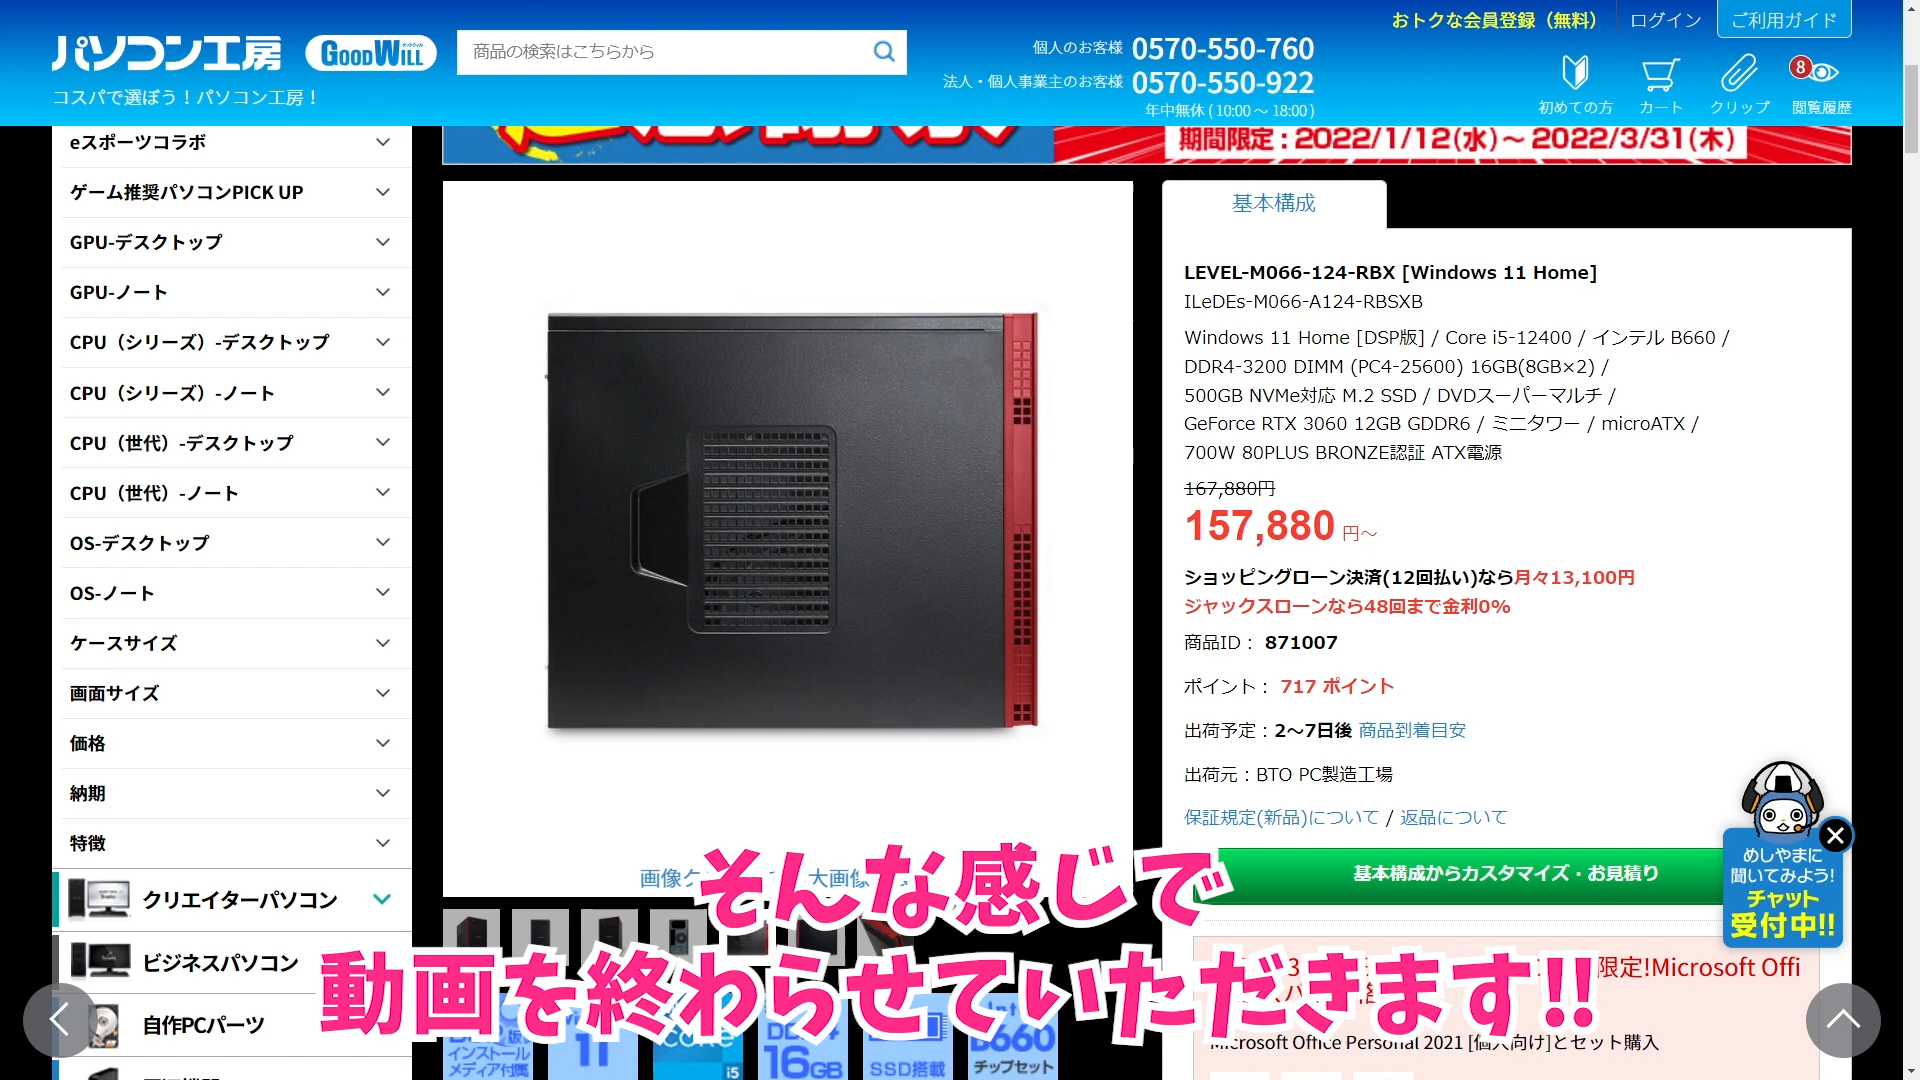 パソコン工房
GOODWILL
コスパで選ぼう！パソコン工房！
商品の検索はこちらから
個人のお客様 0570-550-760
法人・個人事業主のお客様 0570-550-922
年中無休 ( 10:00 ～ 18:00 )
おトクな会員登録（無料）
ログイン
ご利用ガイド
初めての方
カート
クリップ
8
閲覧履歴
期間限定：2022/1/12(水)～2022/3/31(木)
eスポーツコラボ
ゲーム推奨パソコンPICK UP
GPU-デスクトップ
GPU-ノート
CPU（シリーズ）-デスクトップ
CPU（シリーズ）-ノート
CPU（世代）-デスクトップ
CPU（世代）-ノート
OS-デスクトップ
OS-ノート
ケースサイズ
画面サイズ
価格
納期
特徴
クリエイターパソコン
ビジネスパソコン
自作PCパーツ
基本構成
LEVEL-M066-124-RBX [Windows 11 Home]
ILeDEs-M066-A124-RBSXB
Windows 11 Home [DSP版] / Core i5-12400 / インテル B660 /
DDR4-3200 DIMM (PC4-25600) 16GB(8GB×2) /
500GB NVMe対応 M.2 SSD / DVDスーパーマルチ /
GeForce RTX 3060 12GB GDDR6 / ミニタワー / microATX /
700W 80PLUS BRONZE認証 ATX電源
167,880円
157,880 円～
ショッピングローン決済(12回払い)なら月々13,100円
ジャックスローンなら48回まで金利0%
商品ID： 871007
ポイント： 717 ポイント
出荷予定：2～7日後 商品到着目安
出荷元：BTO PC製造工場
保証規定(新品)について / 返品について
基本構成からカスタマイズ・お見積り
めしやまに
聞いてみよう!
チャット
受付中!!
画像ク
大画像
そんな感じで
動画を終わらせていただきます!!
限定!Microsoft Offi
Microsoft Office Personal 2021 [個人向け]とセット購入
インストール
メディア付属
11
core
i5
16GB
SSD搭載
B660
チップセット